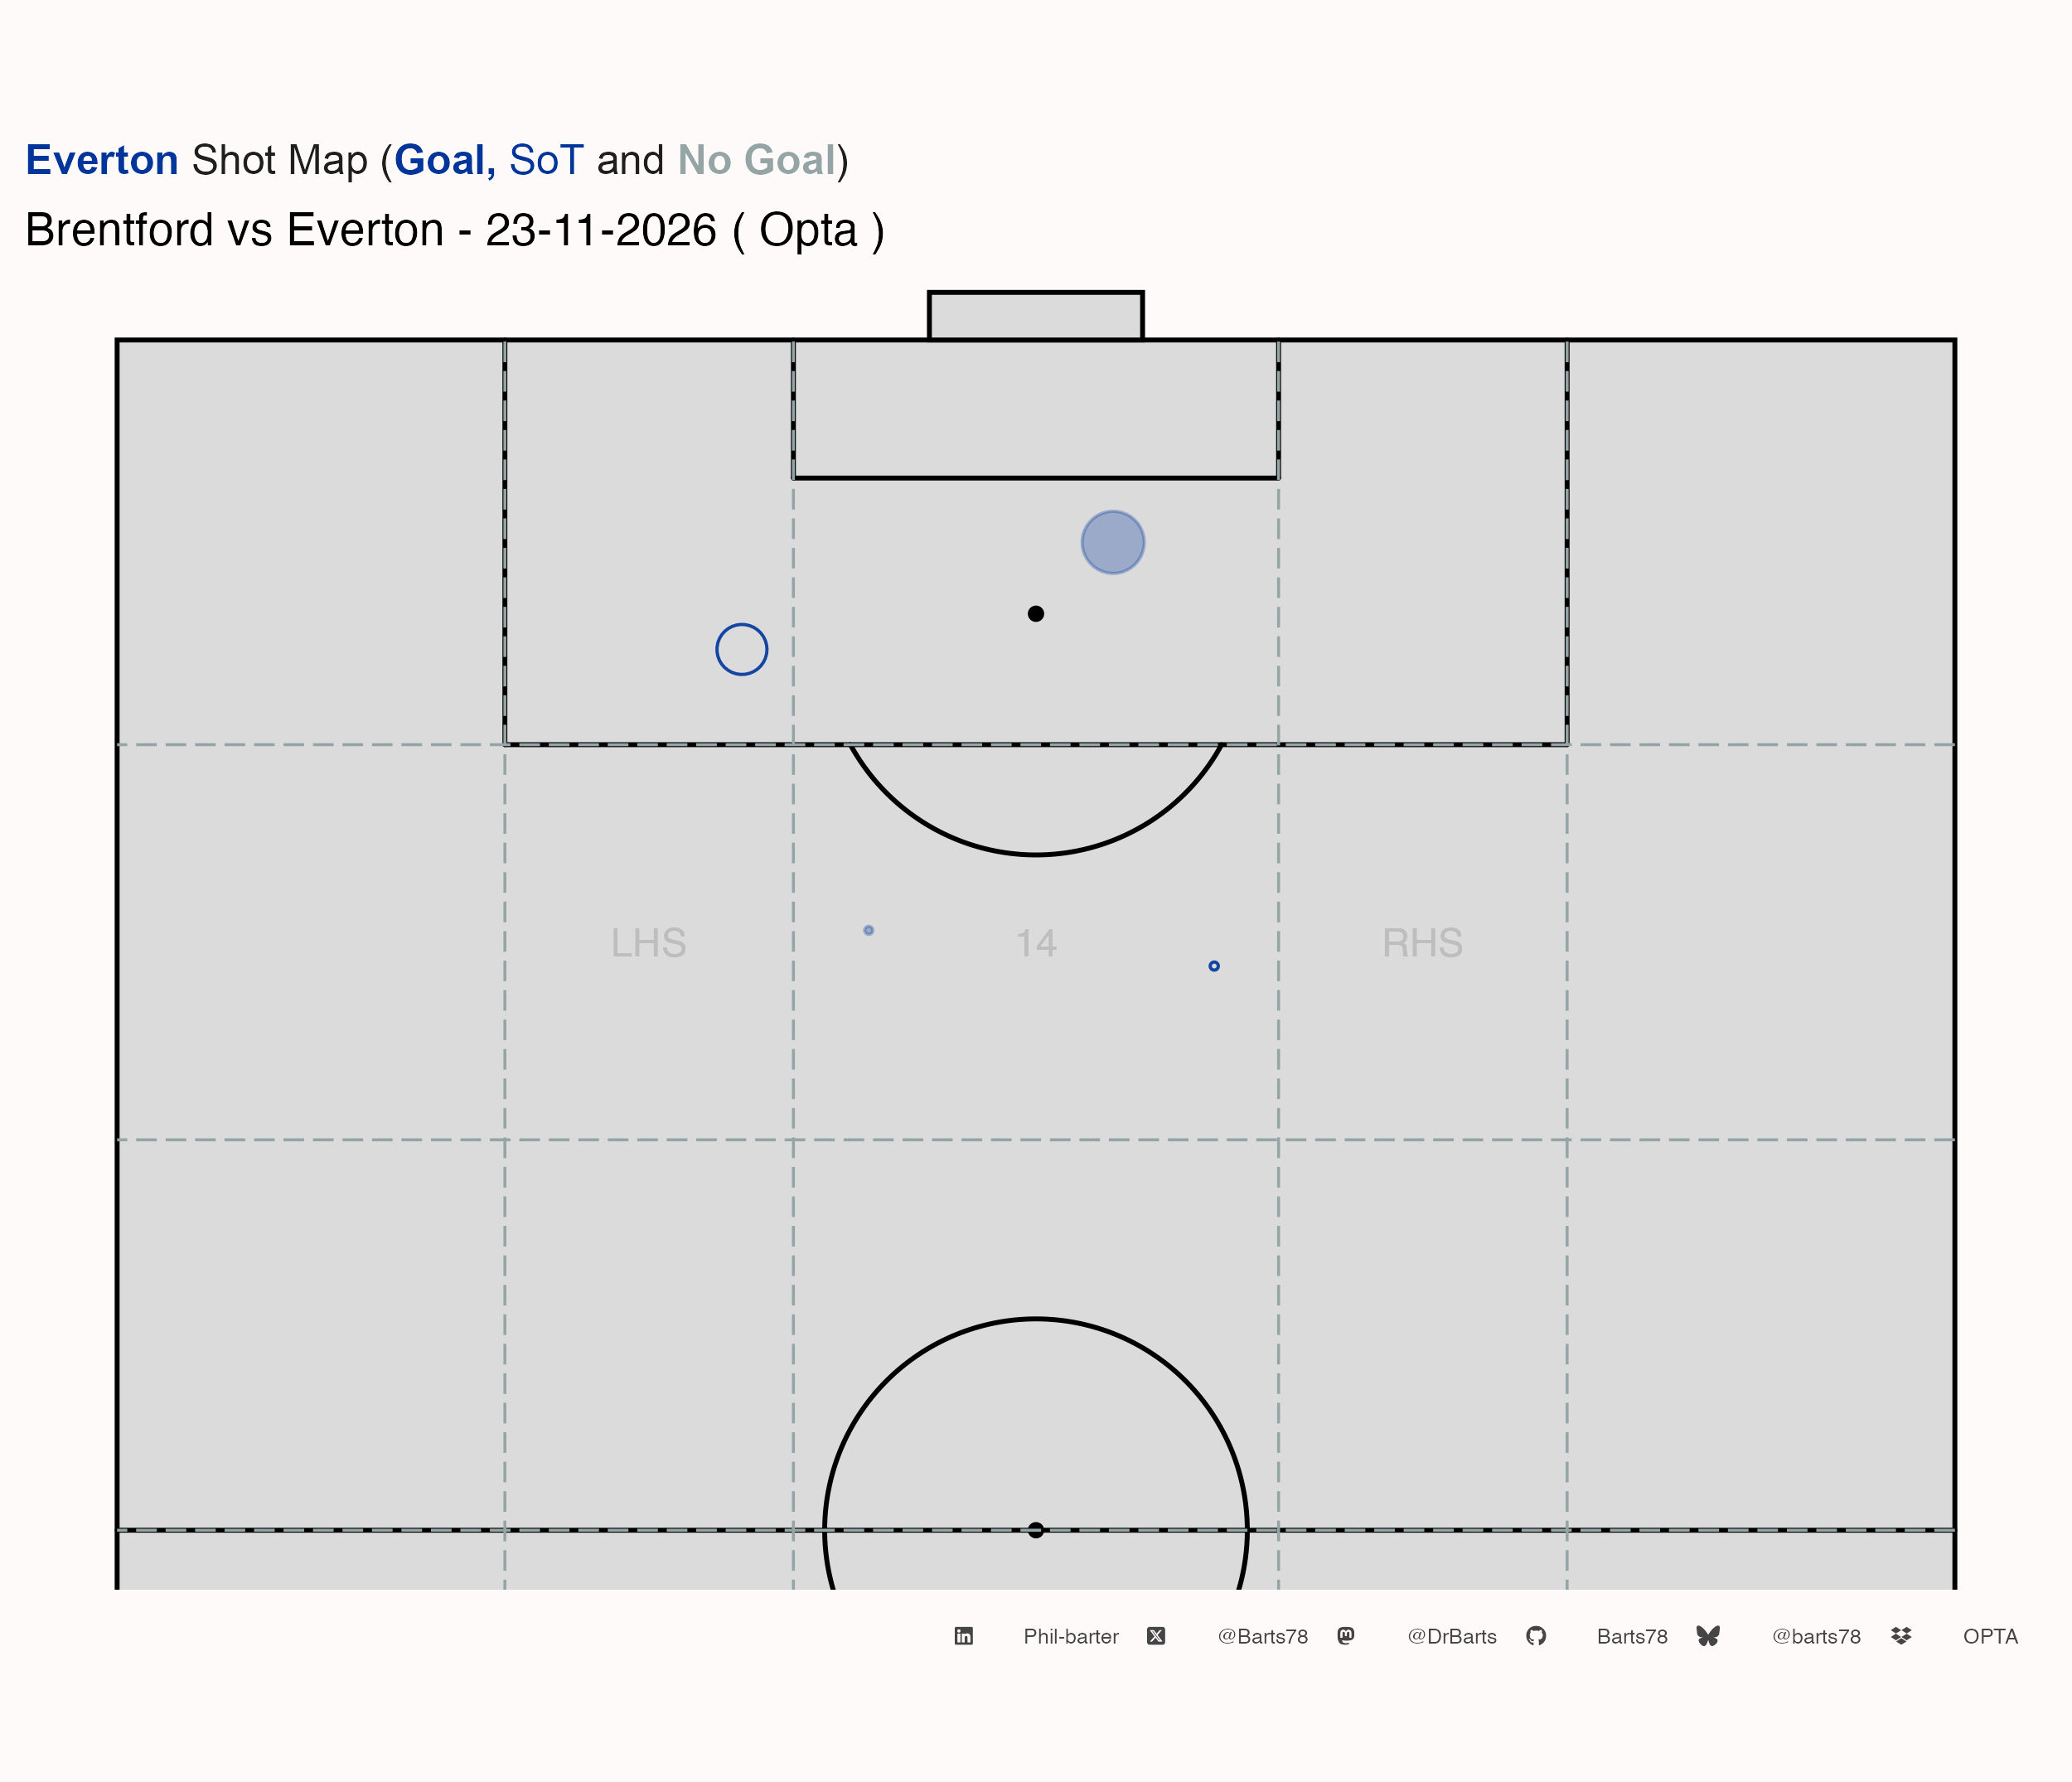 Everton Shot Map (Goal, SoT and No Goal)
Brentford vs Everton - 23-11-2026 ( Opta )
LHS 14 RHS
Phil-barter @Barts78 @DrBarts Barts78 @barts78 OPTA